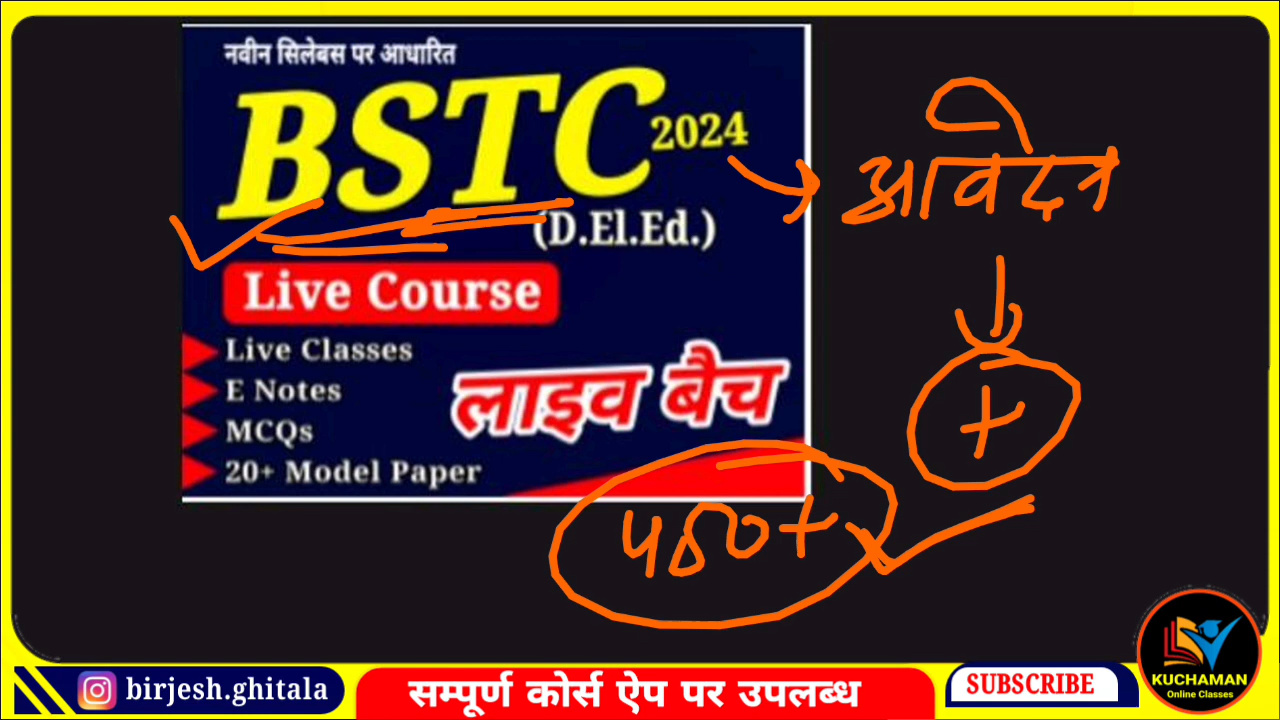 नवीन सिलेबस पर आधारित
BSTC 2024
(D.El.Ed.)
Live Course
Live Classes
E Notes
MCQs
20+ Model Paper
लाइव बैच
आवेदन
+
480+
birjesh.ghitala
सम्पूर्ण कोर्स ऐप पर उपलब्ध
SUBSCRIBE
KUCHAMAN
Online Classes